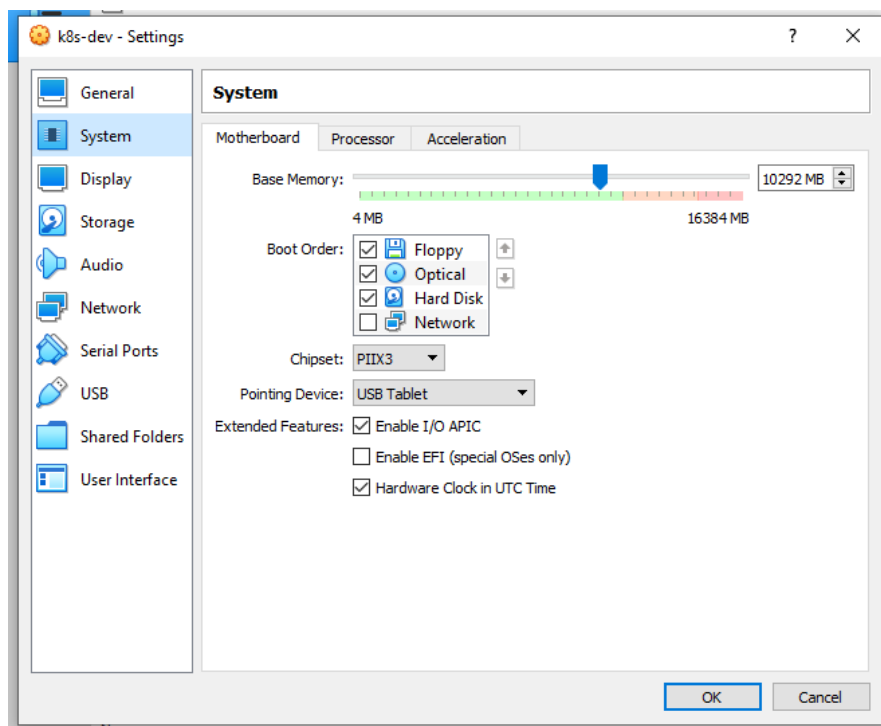 k8s-dev - Settings
?
General
System
Display
Storage
Audio
Network
Serial Ports
USB
Shared Folders
User Interface
System
Motherboard
Processor
Acceleration
Base Memory:
10292 MB
4 MB
16384 MB
Boot Order:
Floppy
Optical
Hard Disk
Network
Chipset:
PIIX3
Pointing Device:
USB Tablet
Extended Features:
Enable I/O APIC
Enable EFI (special OSes only)
Hardware Clock in UTC Time
OK
Cancel